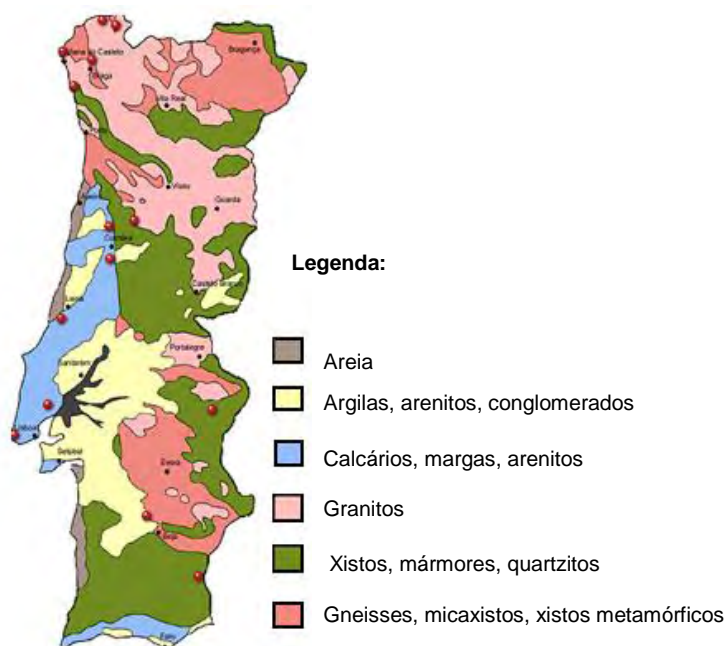 Viana do Castelo
Bragança
Braga
Vila Real
Porto
Viseu
Aveiro
Guarda
Coimbra
Legenda:
Castelo Branco
Leiria
Portalegre
Areia
Santarém
Argilas, arenitos, conglomerados
Lisboa
Setúbal
Calcários, margas, arenitos
Évora
Granitos
Beja
Xistos, mármores, quartzitos
Gneisses, micaxistos, xistos metamórficos
Faro